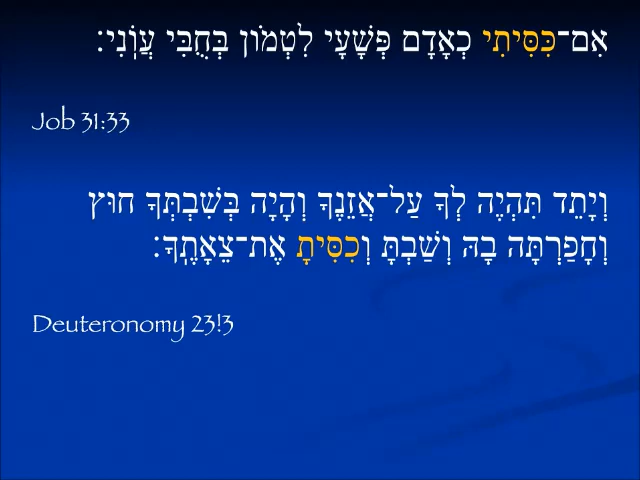 אִם־כִּסִּיתִי כְאָדָם פְּשָׁעָי לִטְמוֹן בְּחֻבִּי עֲוֺנִי׃
Job 31:33
וְיָתֵד תִּהְיֶה לְךָ עַל־אֲזֵנֶךָ וְהָיָה בְּשִׁבְתְּךָ חוּץ
וְחָפַרְתָּה בָהּ וְשַׁבְתָּ וְכִסִּיתָ אֶת־צֵאָתֶךָ׃
Deuteronomy 23!3